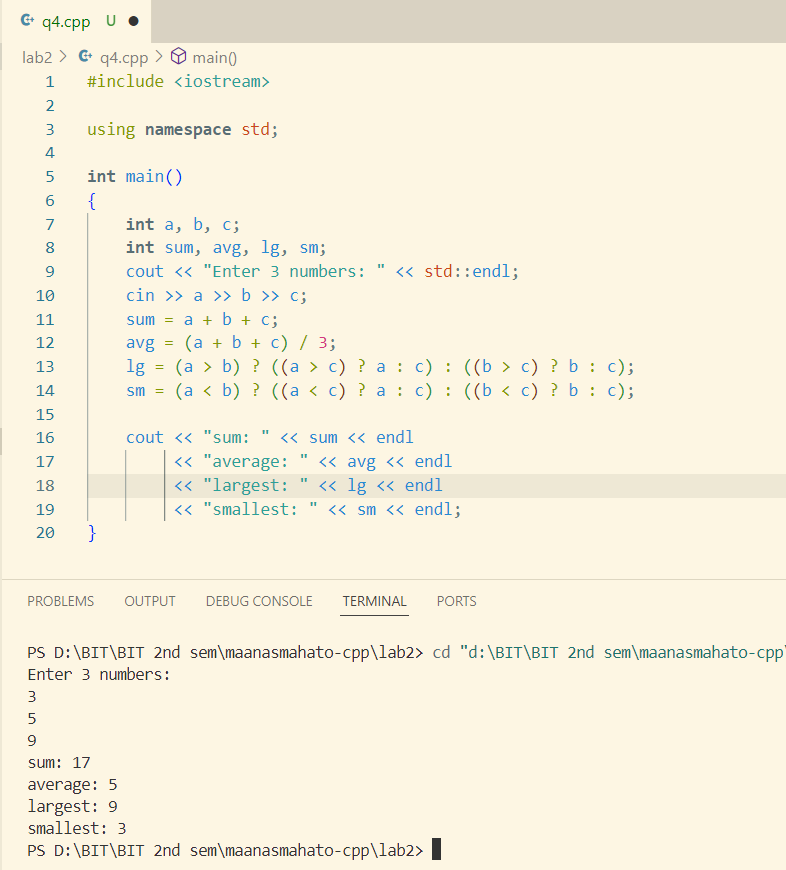 q4.cpp U
lab2 > q4.cpp > main()
1 #include <iostream>
2
3 using namespace std;
4
5 int main()
6 {
7     int a, b, c;
8     int sum, avg, lg, sm;
9     cout << "Enter 3 numbers: " << std::endl;
10     cin >> a >> b >> c;
11     sum = a + b + c;
12     avg = (a + b + c) / 3;
13     lg = (a > b) ? ((a > c) ? a : c) : ((b > c) ? b : c);
14     sm = (a < b) ? ((a < c) ? a : c) : ((b < c) ? b : c);
15
16     cout << "sum: " << sum << endl
17          << "average: " << avg << endl
18          << "largest: " << lg << endl
19          << "smallest: " << sm << endl;
20 }
PROBLEMS OUTPUT DEBUG CONSOLE TERMINAL PORTS
PS D:\BIT\BIT 2nd sem\maanasmahato-cpp\lab2> cd "d:\BIT\BIT 2nd sem\maanasmahato-cpp\
Enter 3 numbers:
3
5
9
sum: 17
average: 5
largest: 9
smallest: 3
PS D:\BIT\BIT 2nd sem\maanasmahato-cpp\lab2>